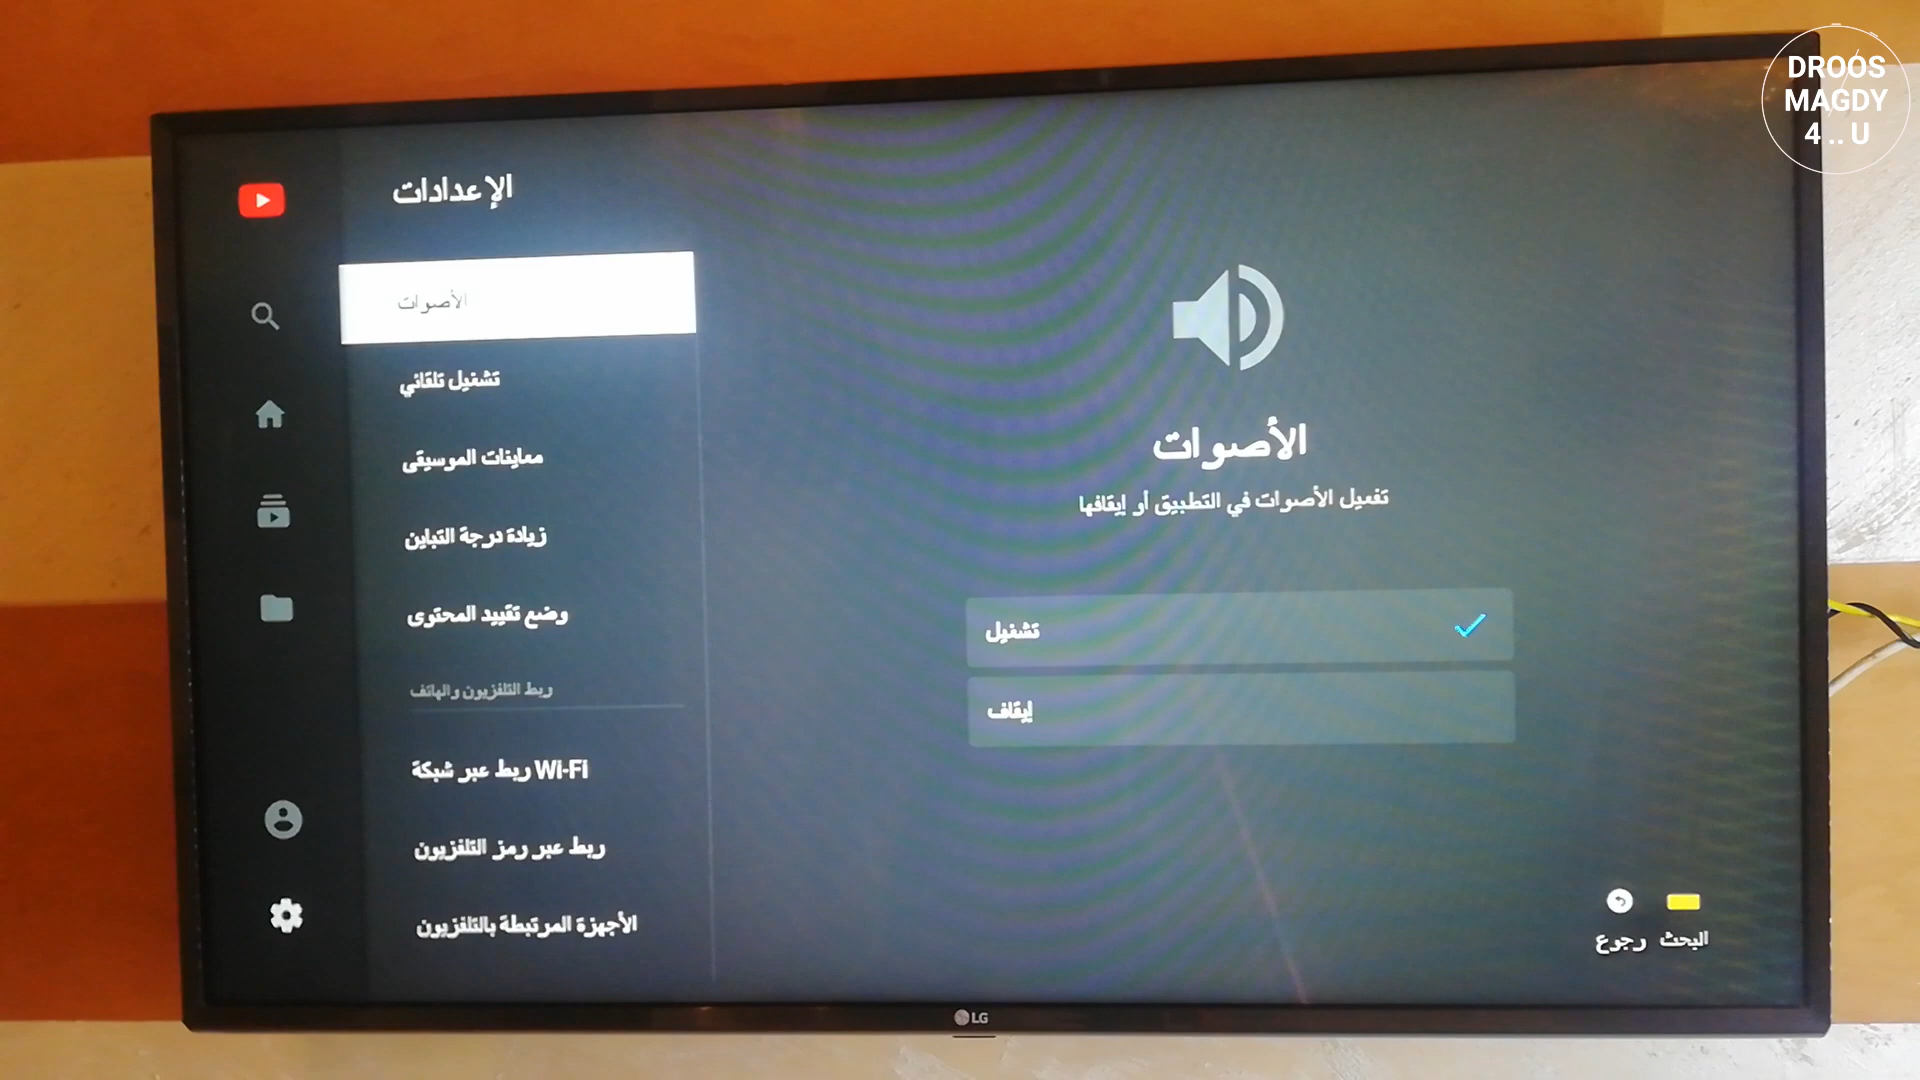 DROOS
MAGDY
4 .. U
الإعدادات
الأصوات
تشغيل تلقائي
معاينات الموسيقى
زيادة درجة التباين
وضع تقييد المحتوى
ربط التلفزيون والهاتف
ربط عبر شبكة Wi-Fi
ربط عبر رمز التلفزيون
الأجهزة المرتبطة بالتلفزيون
الأصوات
تفعيل الأصوات في التطبيق أو إيقافها
تشغيل
إيقاف
البحث
رجوع
LG